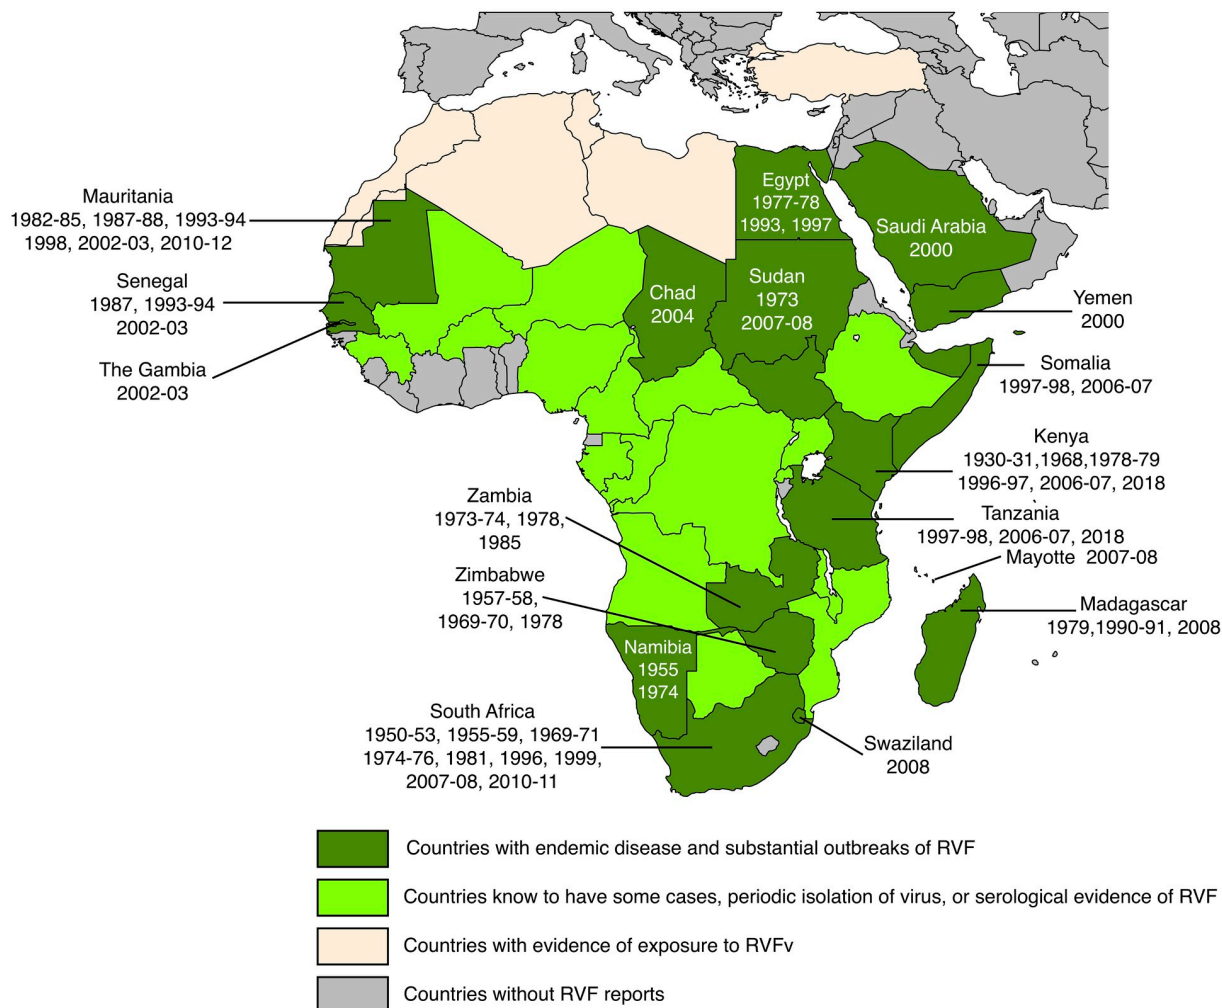 Mauritania
1982-85, 1987-88, 1993-94
1998, 2002-03, 2010-12
Senegal
1987, 1993-94
2002-03
The Gambia
2002-03
Egypt
1977-78
1993, 1997
Saudi Arabia
2000
Chad
2004
Sudan
1973
2007-08
Yemen
2000
Somalia
1997-98, 2006-07
Kenya
1930-31,1968,1978-79
1996-97, 2006-07, 2018
Tanzania
1997-98, 2006-07, 2018
Mayotte 2007-08
Madagascar
1979,1990-91, 2008
Zambia
1973-74, 1978,
1985
Zimbabwe
1957-58,
1969-70, 1978
Namibia
1955
1974
South Africa
1950-53, 1955-59, 1969-71
1974-76, 1981, 1996, 1999,
2007-08, 2010-11
Swaziland
2008
Countries with endemic disease and substantial outbreaks of RVF
Countries know to have some cases, periodic isolation of virus, or serological evidence of RVF
Countries with evidence of exposure to RVFv
Countries without RVF reports